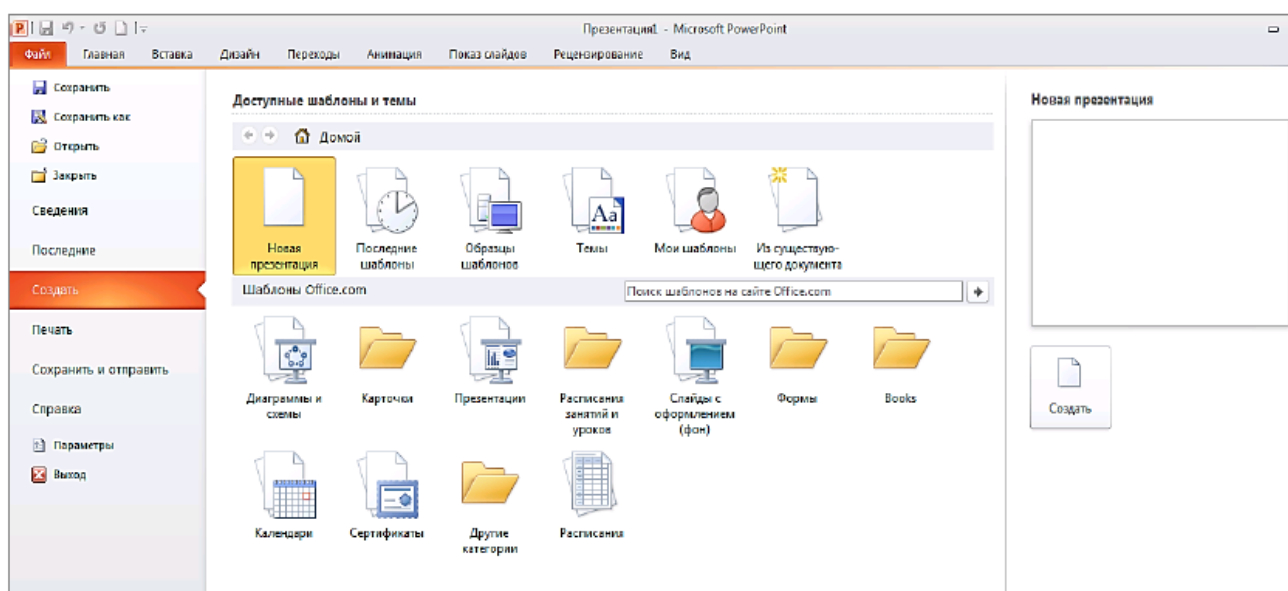 Презентация1 - Microsoft PowerPoint
Файл Главная Вставка Дизайн Переходы Анимация Показ слайдов Рецензирование Вид
Сохранить
Сохранить как
Открыть
Закрыть
Сведения
Последние
Создать
Печать
Сохранить и отправить
Справка
Параметры
Выход
Доступные шаблоны и темы
Домой
Новая
презентация
Последние
шаблоны
Образцы
шаблонов
Темы
Мои шаблоны
Из существую-
щего документа
Шаблоны Office.com
Поиск шаблонов на сайте Office.com
Диаграммы и
схемы
Карточки
Презентации
Расписания
занятий и
уроков
Слайды с
оформлением
(фон)
Формы
Books
Календари
Сертификаты
Другие
категории
Расписания
Новая презентация
Создать